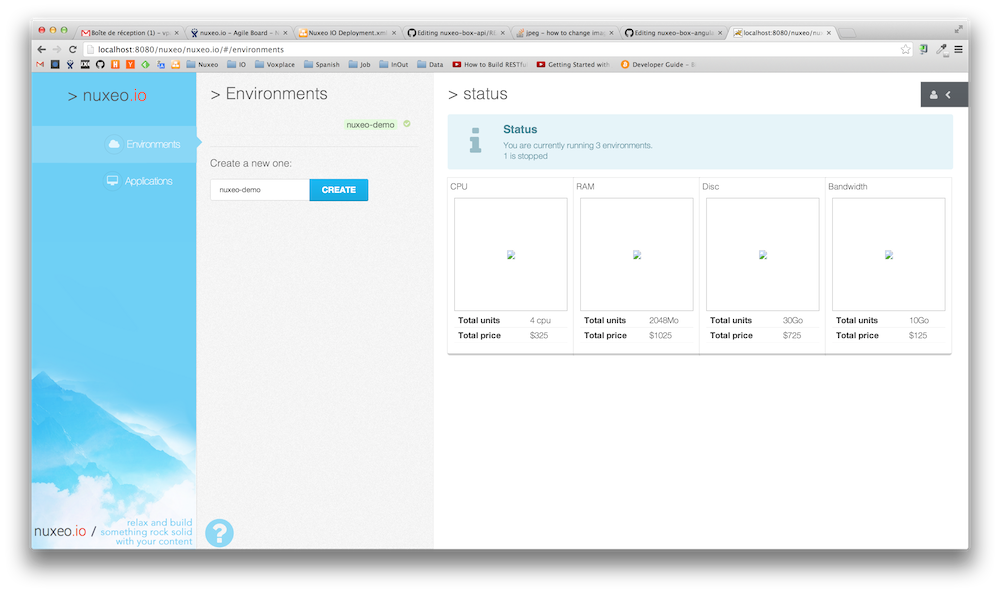 Boîte de réception (1) – vp
nuxeo.io – Agile Board – N
Nuxeo IO Deployment.xml
Editing nuxeo-box-api/RE
jpeg – how to change imag
Editing nuxeo-box-angula
localhost:8080/nuxeo/nux
localhost:8080/nuxeo/nuxeo.io/#/environments
Nuxeo
IO
Voxplace
Spanish
Job
InOut
Data
How to Build RESTfu
Getting Started with
Developer Guide – B
> nuxeo.io
Environments
Applications
> Environments
nuxeo-demo
Create a new one:
nuxeo-demo
CREATE
> status
Status
You are currently running 3 environments.
1 is stopped
CPU
RAM
Disc
Bandwidth
Total units 4 cpu
Total price $325
Total units 2048Mo
Total price $1025
Total units 30Go
Total price $725
Total units 10Go
Total price $125
nuxeo.io /
relax and build
something rock solid
with your content
?